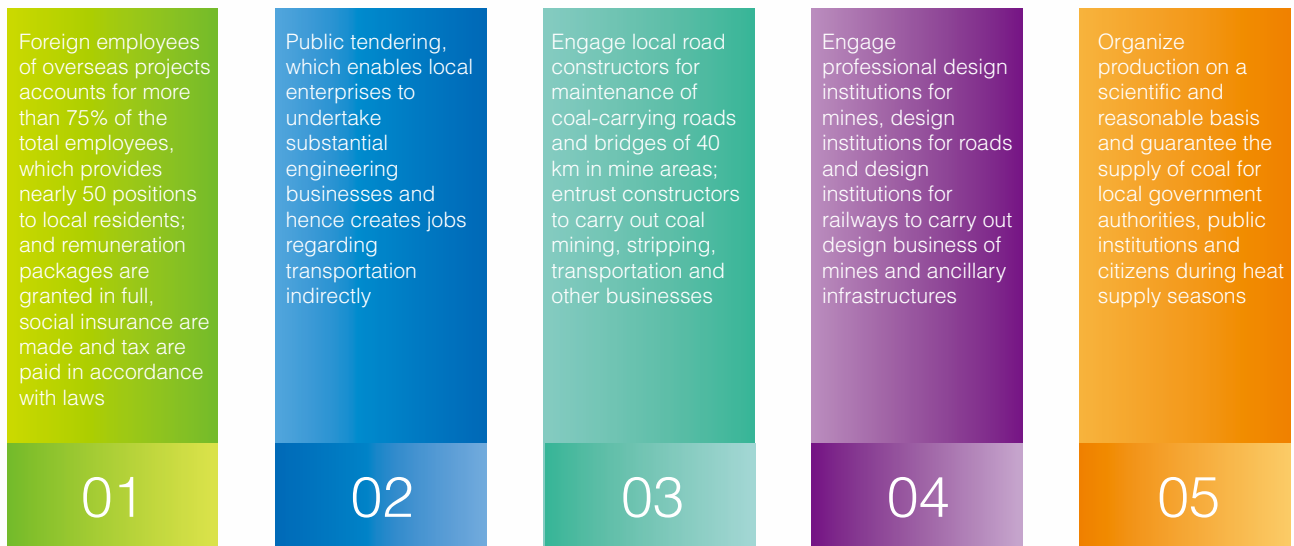 Foreign employees
of overseas projects
accounts for more
than 75% of the
total employees,
which provides
nearly 50 positions
to local residents;
and remuneration
packages are
granted in full,
social insurance are
made and tax are
paid in accordance
with laws
01
Public tendering,
which enables local
enterprises to
undertake
substantial
engineering
businesses and
hence creates jobs
regarding
transportation
indirectly
02
Engage local road
constructors for
maintenance of
coal-carrying roads
and bridges of 40
km in mine areas;
entrust constructors
to carry out coal
mining, stripping,
transportation and
other businesses
03
Engage
professional design
institutions for
mines, design
institutions for roads
and design
institutions for
railways to carry out
design business of
mines and ancillary
infrastructures
04
Organize
production on a
scientific and
reasonable basis
and guarantee the
supply of coal for
local government
authorities, public
institutions and
citizens during heat
supply seasons
05